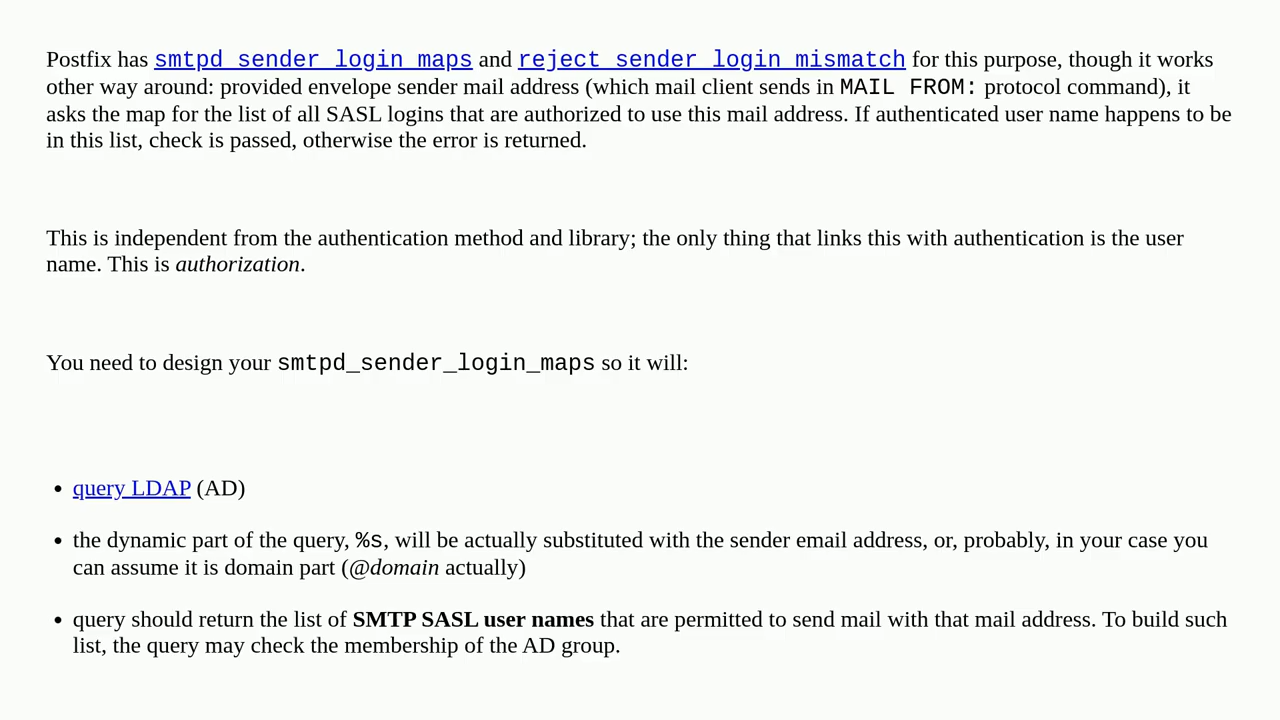 Postfix has smtpd_sender_login_maps and reject_sender_login_mismatch for this purpose, though it works
other way around: provided envelope sender mail address (which mail client sends in MAIL FROM: protocol command), it
asks the map for the list of all SASL logins that are authorized to use this mail address. If authenticated user name happens to be
in this list, check is passed, otherwise the error is returned.
This is independent from the authentication method and library; the only thing that links this with authentication is the user
name. This is authorization.
You need to design your smtpd_sender_login_maps so it will:
• query LDAP (AD)
• the dynamic part of the query, %s, will be actually substituted with the sender email address, or, probably, in your case you
can assume it is domain part (@domain actually)
• query should return the list of SMTP SASL user names that are permitted to send mail with that mail address. To build such
list, the query may check the membership of the AD group.